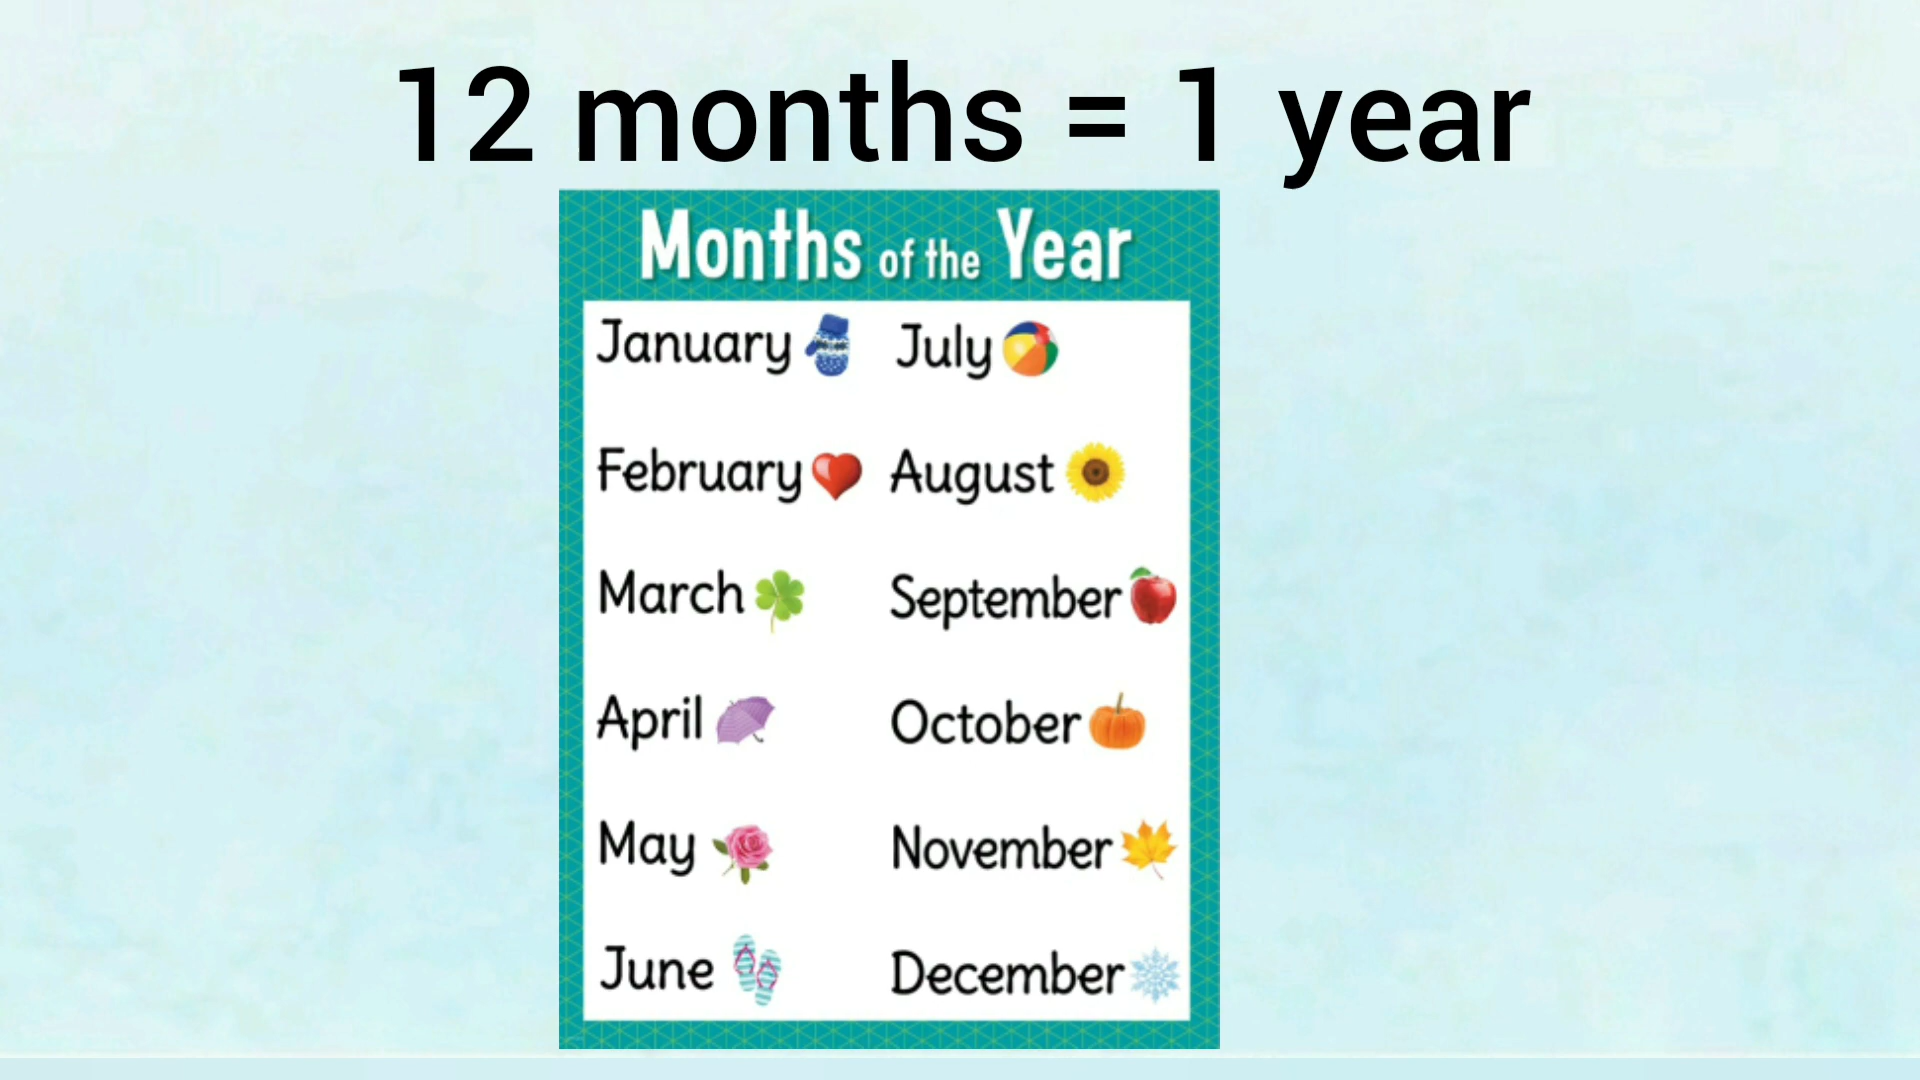 12 months = 1 year
Months of the Year
January
February
March
April
May
June
July
August
September
October
November
December